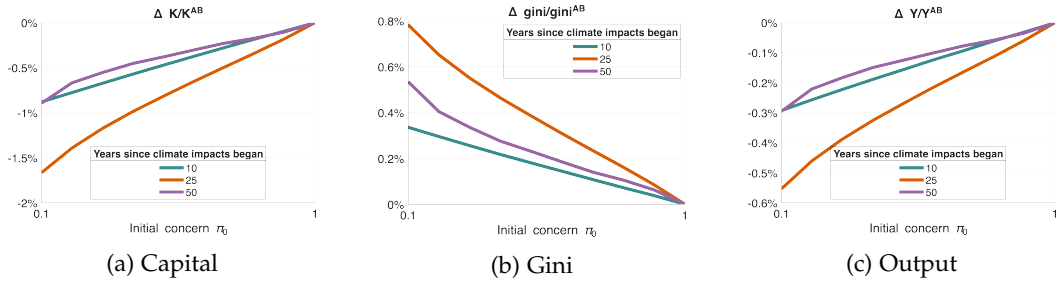 Δ K/K^AB
0%
-0.5%
-1%
-1.5%
-2%
Years since climate impacts began
10
25
50
0.1
1
Initial concern π₀
(a) Capital
Δ gini/gini^AB
0.8%
0.6%
0.4%
0.2%
0%
Years since climate impacts began
10
25
50
0.1
1
Initial concern π₀
(b) Gini
Δ Y/Y^AB
0%
-0.1%
-0.2%
-0.3%
-0.4%
-0.5%
-0.6%
Years since climate impacts began
10
25
50
0.1
1
Initial concern π₀
(c) Output